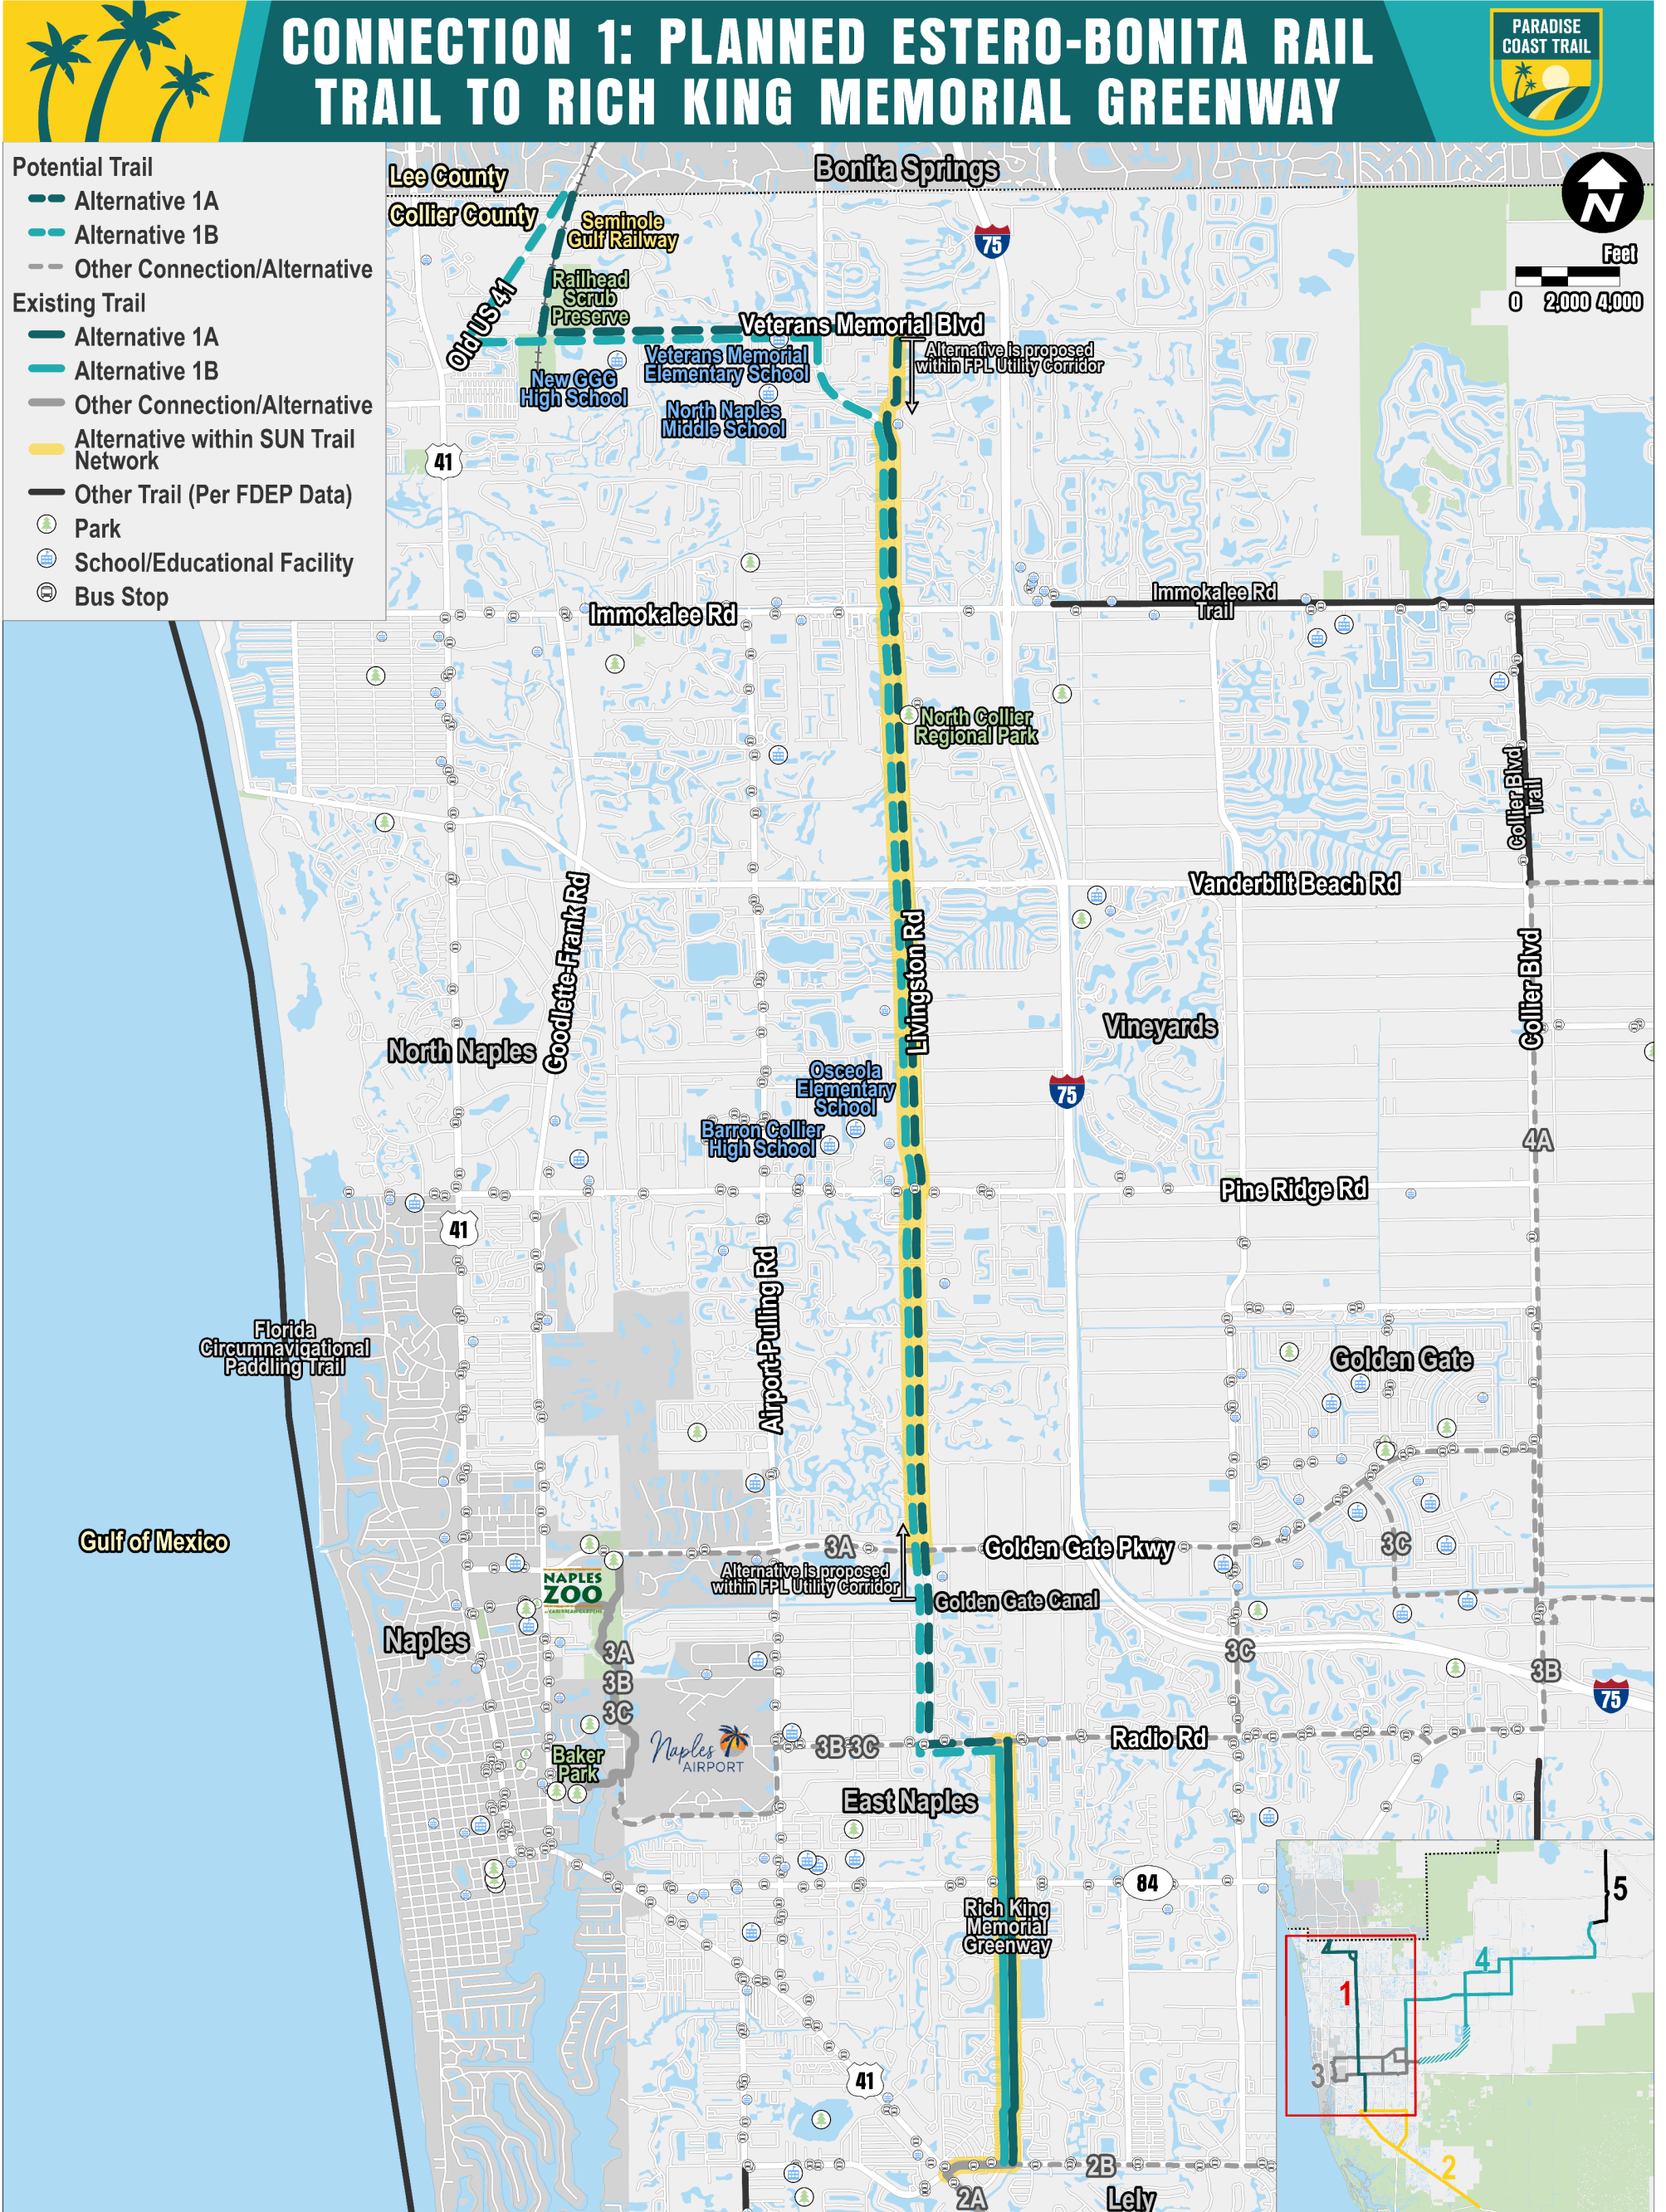 CONNECTION 1: PLANNED ESTERO-BONITA RAIL
TRAIL TO RICH KING MEMORIAL GREENWAY
PARADISE
COAST TRAIL
Potential Trail
Alternative 1A
Alternative 1B
Other Connection/Alternative
Existing Trail
Alternative 1A
Alternative 1B
Other Connection/Alternative
Alternative within SUN Trail
Network
Other Trail (Per FDEP Data)
Park
School/Educational Facility
Bus Stop
Lee County
Collier County
Bonita Springs
N
Feet
0 2,000 4,000
Seminole
Gulf Railway
75
Railhead
Scrub
Preserve
Old US 41
Veterans Memorial Blvd
Alternative is proposed
within FPL Utility Corridor
Veterans Memorial
Elementary School
New GGG
High School
North Naples
Middle School
41
Immokalee Rd
Immokalee Rd
Trail
North Collier
Regional Park
Collier Blvd
Trail
Vanderbilt Beach Rd
Goodlette-Frank Rd
Livingston Rd
Collier Blvd
North Naples
Vineyards
Osceola
Elementary
School
75
Barron Collier
High School
4A
Pine Ridge Rd
41
Airport-Pulling Rd
Florida
Circumnavigational
Paddling Trail
Golden Gate
Gulf of Mexico
3A
Golden Gate Pkwy
3C
Alternative is proposed
within FPL Utility Corridor
NAPLES
ZOO
Golden Gate Canal
Naples
3A
3B
3C
3C
3B
75
Naples
AIRPORT
3B-3C
Radio Rd
Baker
Park
East Naples
84
Rich King
Memorial
Greenway
41
2B
2A
Lely
5
4
1
3
2